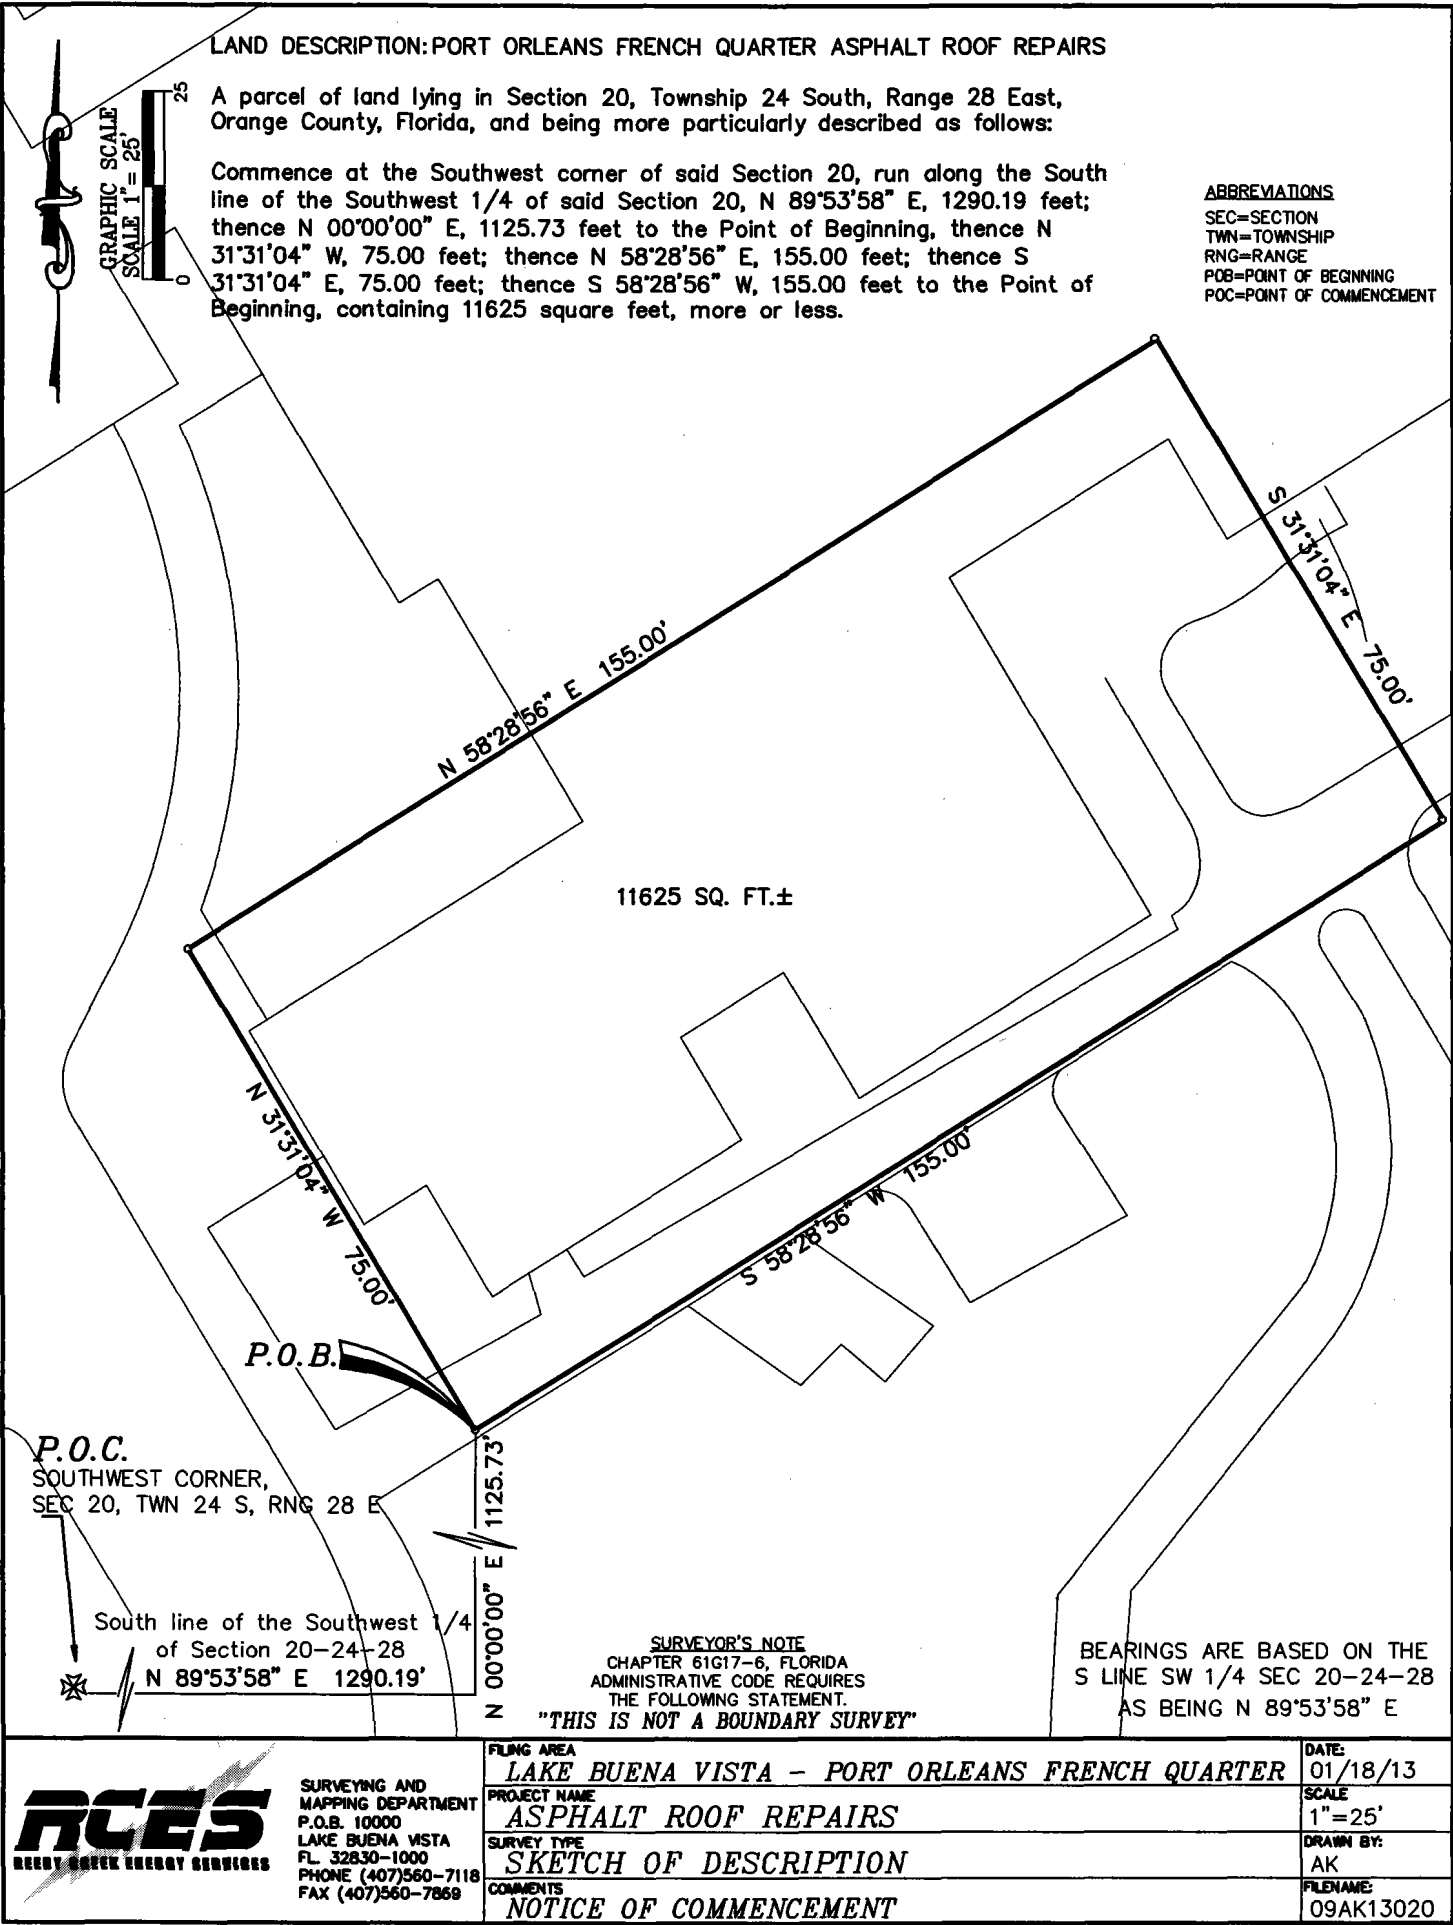 LAND DESCRIPTION: PORT ORLEANS FRENCH QUARTER ASPHALT ROOF REPAIRS
A parcel of land lying in Section 20, Township 24 South, Range 28 East,
Orange County, Florida, and being more particularly described as follows:
Commence at the Southwest corner of said Section 20, run along the South
line of the Southwest 1/4 of said Section 20, N 89°53'58" E, 1290.19 feet;
thence N 00°00'00" E, 1125.73 feet to the Point of Beginning, thence N
31°31'04" W, 75.00 feet; thence N 58°28'56" E, 155.00 feet; thence S
31°31'04" E, 75.00 feet; thence S 58°28'56" W, 155.00 feet to the Point of
Beginning, containing 11625 square feet, more or less.
GRAPHIC SCALE
SCALE 1"= 25'
0
25
ABBREVIATIONS
SEC=SECTION
TWN=TOWNSHIP
RNG=RANGE
POB=POINT OF BEGINNING
POC=POINT OF COMMENCEMENT
S 31°31'04" E 75.00'
N 58°28'56" E 155.00'
11625 SQ. FT.±
N 31°31'04" W 75.00'
S 58°28'56" W 155.00'
P.O.B.
P.O.C.
SOUTHWEST CORNER,
SEC 20, TWN 24 S, RNG 28 E
N 00°00'00" E 1125.73'
South line of the Southwest 1/4
of Section 20-24-28
N 89°53'58" E 1290.19'
SURVEYOR'S NOTE
CHAPTER 61G17-6, FLORIDA
ADMINISTRATIVE CODE REQUIRES
THE FOLLOWING STATEMENT.
"THIS IS NOT A BOUNDARY SURVEY"
BEARINGS ARE BASED ON THE
S LINE SW 1/4 SEC 20-24-28
AS BEING N 89°53'58" E
RCES
REEDY CREEK ENERGY SERVICES
SURVEYING AND
MAPPING DEPARTMENT
P.O.B. 10000
LAKE BUENA VISTA
FL. 32830-1000
PHONE (407)560-7118
FAX (407)560-7869
FILING AREA
LAKE BUENA VISTA - PORT ORLEANS FRENCH QUARTER
PROJECT NAME
ASPHALT ROOF REPAIRS
SURVEY TYPE
SKETCH OF DESCRIPTION
COMMENTS
NOTICE OF COMMENCEMENT
DATE:
01/18/13
SCALE
1"=25'
DRAWN BY:
AK
FILENAME:
09AK13020